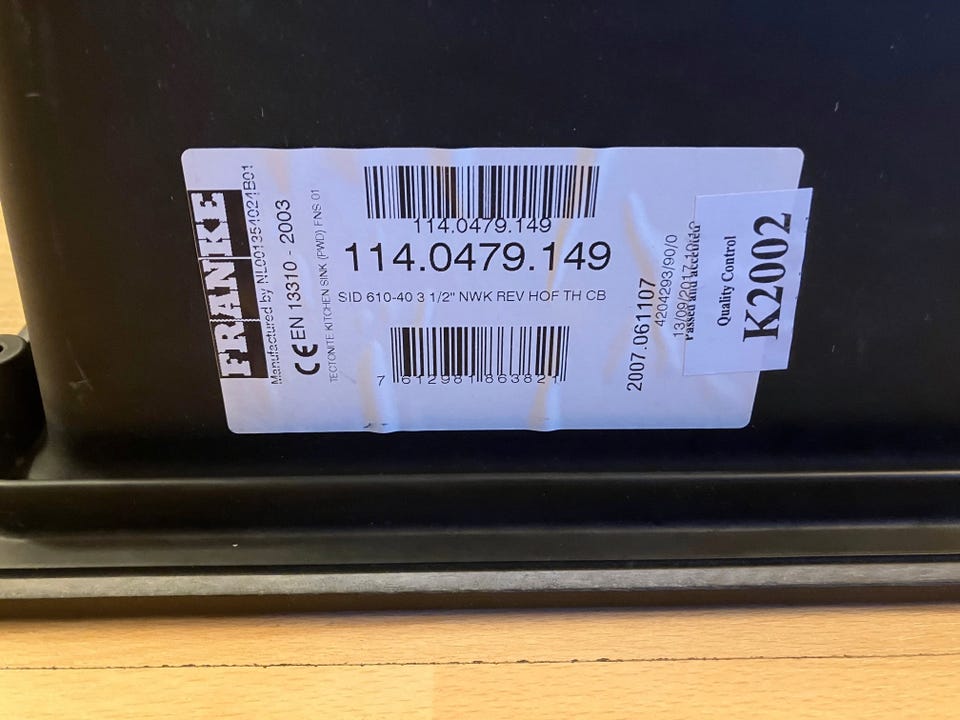 FRANKE
Manufactured by NL001354024B01
CE EN 13310 - 2003
TECTONITE KITCHEN SINK (PWD) FNS 01
114.0479.149
114.0479.149
SID 610-40 3 1/2" NWK REV HOF TH CB
7 612981 863821
2007.061107
4204293/90/0
13/09/2017
Passed and accepted
Quality Control
K2002